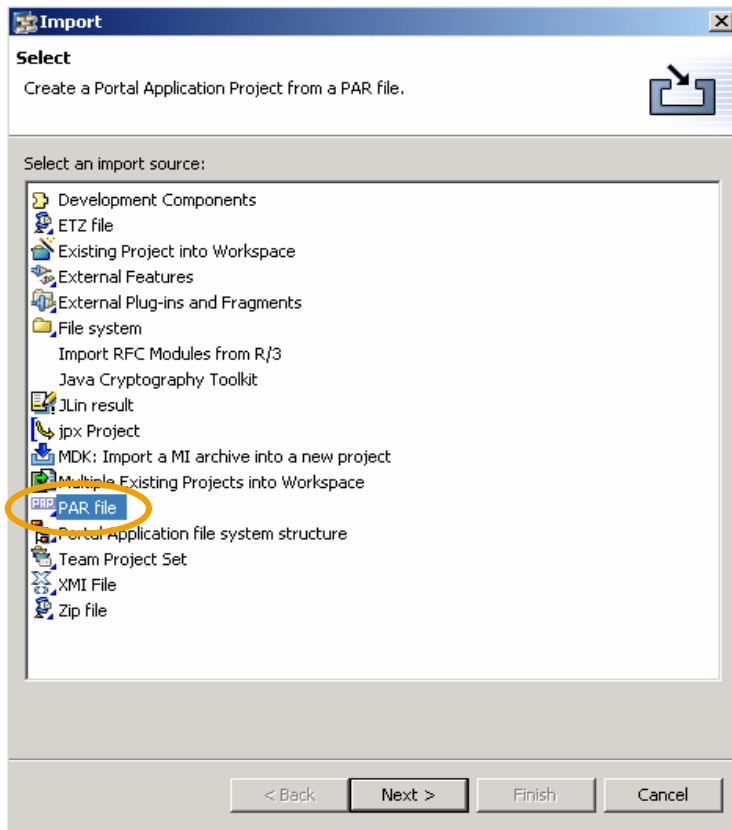 Import
Select
Create a Portal Application Project from a PAR file.
Select an import source:
Development Components
ETZ file
Existing Project into Workspace
External Features
External Plug-ins and Fragments
File system
Import RFC Modules from R/3
Java Cryptography Toolkit
JLin result
jpx Project
MDK: Import a MI archive into a new project
Multiple Existing Projects into Workspace
PAR PAR file
Portal Application file system structure
Team Project Set
XMI File
Zip file
< Back Next > Finish Cancel